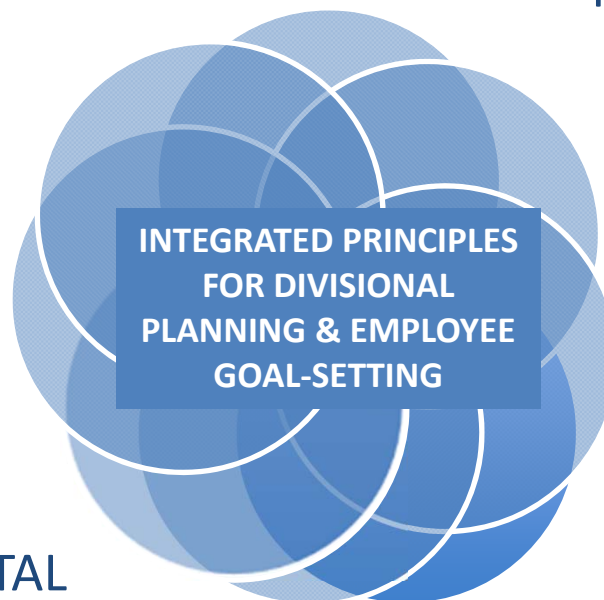 INTEGRATED PRINCIPLES
FOR DIVISIONAL
PLANNING & EMPLOYEE
GOAL-SETTING
TAL